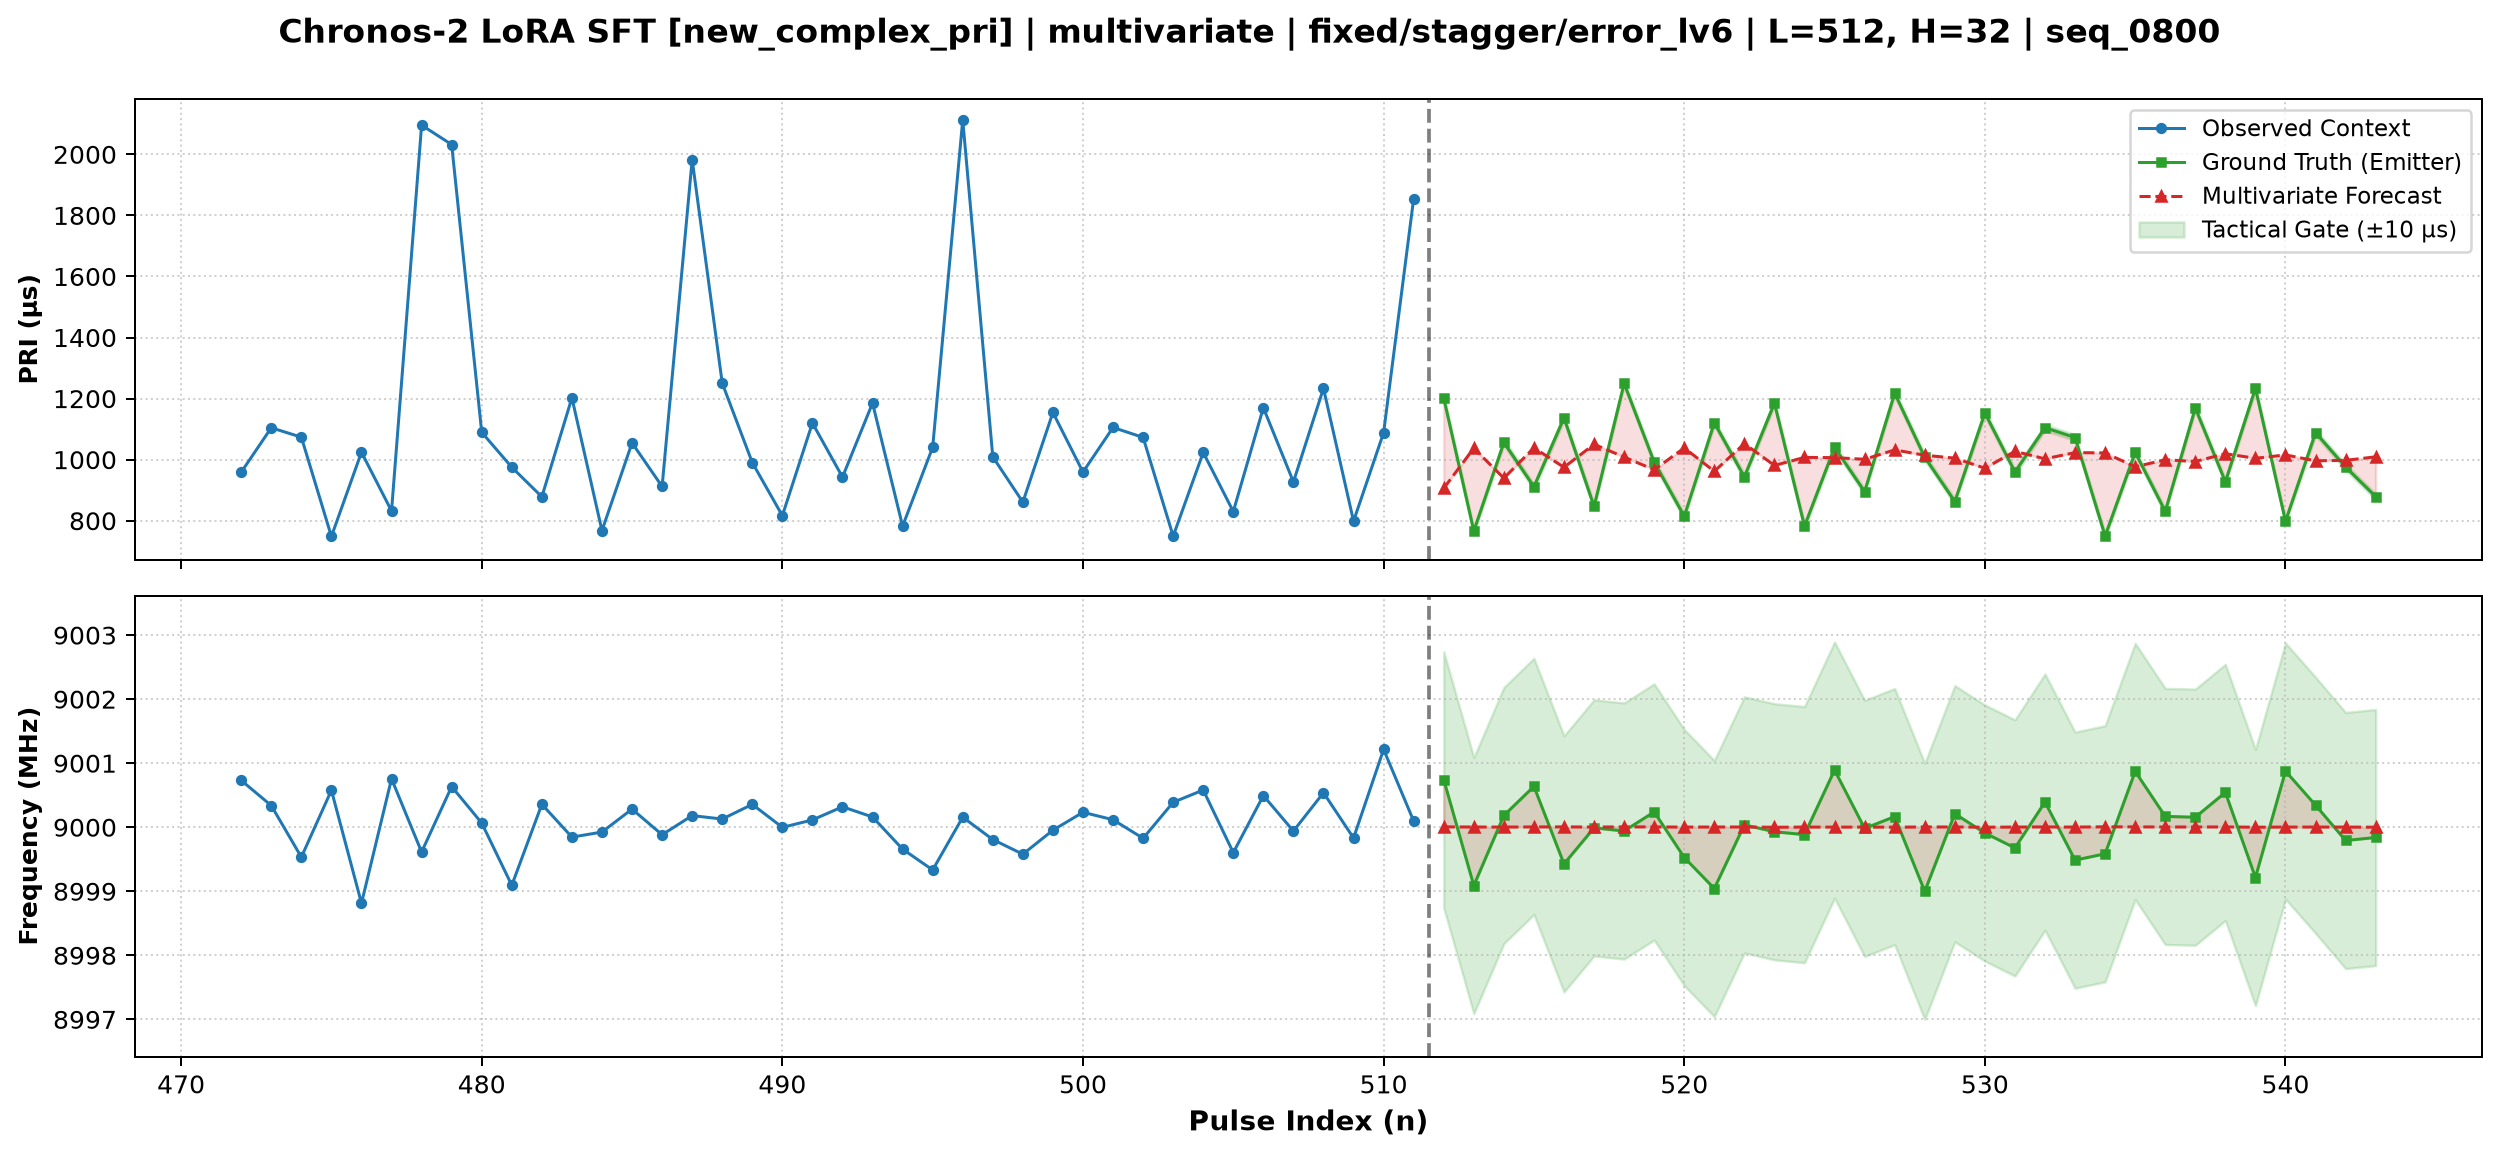 Chronos-2 LoRA SFT [new_complex_pri] | multivariate | fixed/stagger/error_lv6 | L=512, H=32 | seq_0800
PRI (μs)
2000
1800
1600
1400
1200
1000
800
Observed Context
Ground Truth (Emitter)
Multivariate Forecast
Tactical Gate (±10 μs)
Frequency (MHz)
9003
9002
9001
9000
8999
8998
8997
470 480 490 500 510 520 530 540
Pulse Index (n)